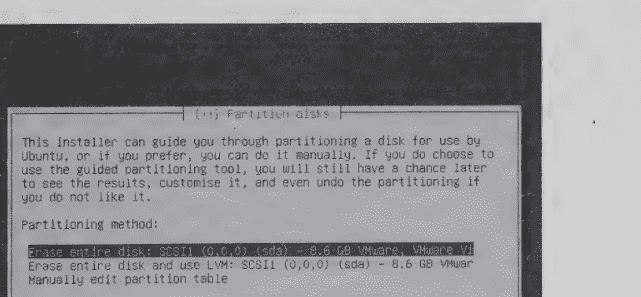 [!!] Partition disks
This installer can guide you through partitioning a disk for use by
Ubuntu, or if you prefer, you can do it manually. If you do choose to
use the guided partitioning tool, you will still have a chance later
to see the results, customise it, and even undo the partitioning if
you do not like it.
Partitioning method:
Erase entire disk: SCSI1 (0,0,0) (sda) - 8.6 GB VMware, VMware Vi
Erase entire disk and use LVM: SCSI1 (0,0,0) (sda) - 8.6 GB VMwar
Manually edit partition table